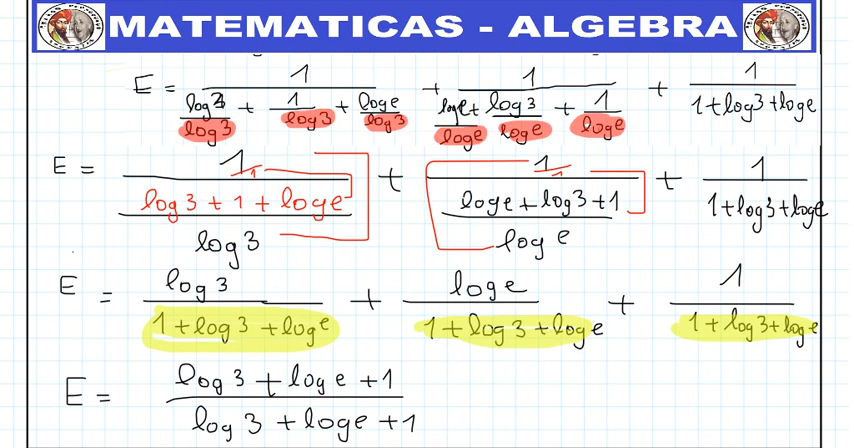 MATEMATICAS - ALGEBRA
E = 1/(log3/log3 + 1/log3 + loge/log3) + 1/(loge/loge + log3/loge + 1/loge) + 1/(1+log3+loge)
E = 1/1/((log3+1+loge)/log3) + 1/1/((loge+log3+1)/loge) + 1/(1+log3+loge)
E = log3/(1+log3+loge) + loge/(1+log3+loge) + 1/(1+log3+loge)
E = (log3+loge+1)/(log3+loge+1)